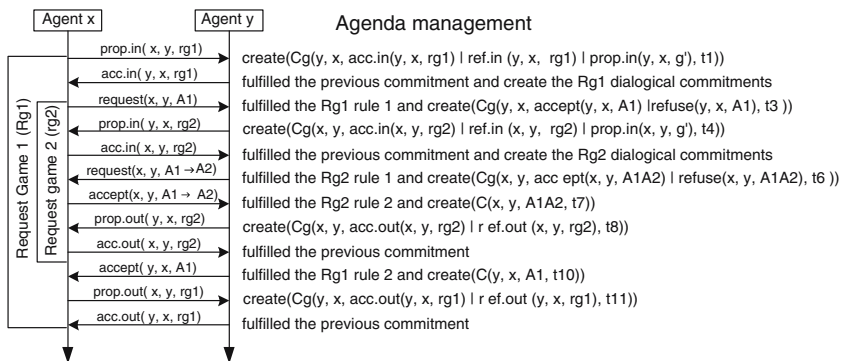 Agent x
Agent y
Agenda management
Request Game 1 (Rg1)
Request game 2 (rg2)
prop.in( x, y, rg1)
create(Cg(y, x, acc.in(y, x, rg1) | ref.in (y, x, rg1) | prop.in(y, x, g'), t1))
acc.in( y, x, rg1)
fulfilled the previous commitment and create the Rg1 dialogical commitments
request(x, y, A1)
fulfilled the Rg1 rule 1 and create(Cg(y, x, accept(y, x, A1) |refuse(y, x, A1), t3 ))
prop.in( y, x, rg2)
create(Cg(x, y, acc.in(x, y, rg2) | ref.in (x, y, rg2) | prop.in(x, y, g'), t4))
acc.in( x, y, rg2)
fulfilled the previous commitment and create the Rg2 dialogical commitments
request(x, y, A1→A2)
fulfilled the Rg2 rule 1 and create(Cg(x, y, acc ept(x, y, A1A2) | refuse(x, y, A1A2), t6 ))
accept(x, y, A1 → A2)
fulfilled the Rg2 rule 2 and create(C(x, y, A1A2, t7))
prop.out( y, x, rg2)
create(Cg(x, y, acc.out(x, y, rg2) | r ef.out (x, y, rg2), t8))
acc.out( x, y, rg2)
fulfilled the previous commitment
accept( y, x, A1)
fulfilled the Rg1 rule 2 and create(C(y, x, A1, t10))
prop.out( x, y, rg1)
create(Cg(y, x, acc.out(y, x, rg1) | r ef.out (y, x, rg1), t11))
acc.out( y, x, rg1)
fulfilled the previous commitment